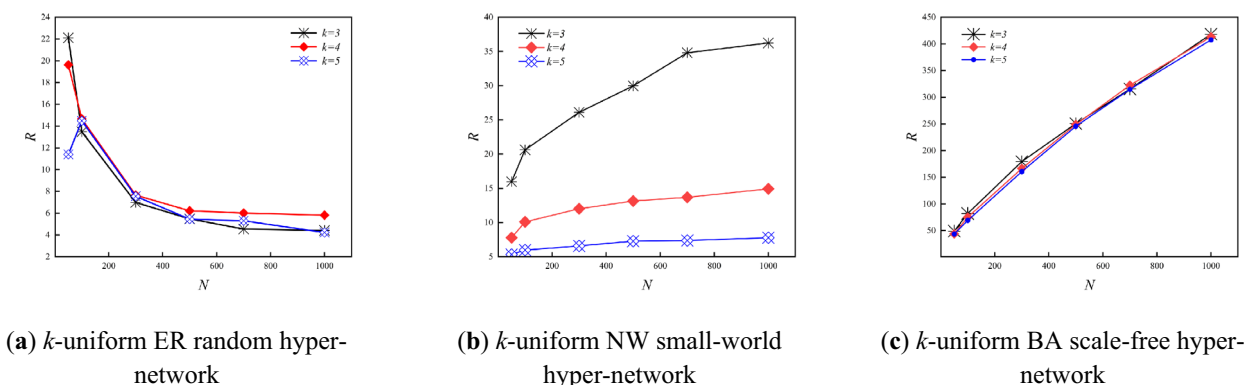 24
22
20
18
16
14
12
10
8
6
4
2
R
k=3
k=4
k=5
200 400 600 800 1000
N
40
35
30
25
20
15
10
5
R
k=3
k=4
k=5
200 400 600 800 1000
N
450
400
350
300
250
200
150
100
50
R
k=3
k=4
k=5
200 400 600 800 1000
N
(a) k-uniform ER random hyper-
network
(b) k-uniform NW small-world
hyper-network
(c) k-uniform BA scale-free hyper-
network